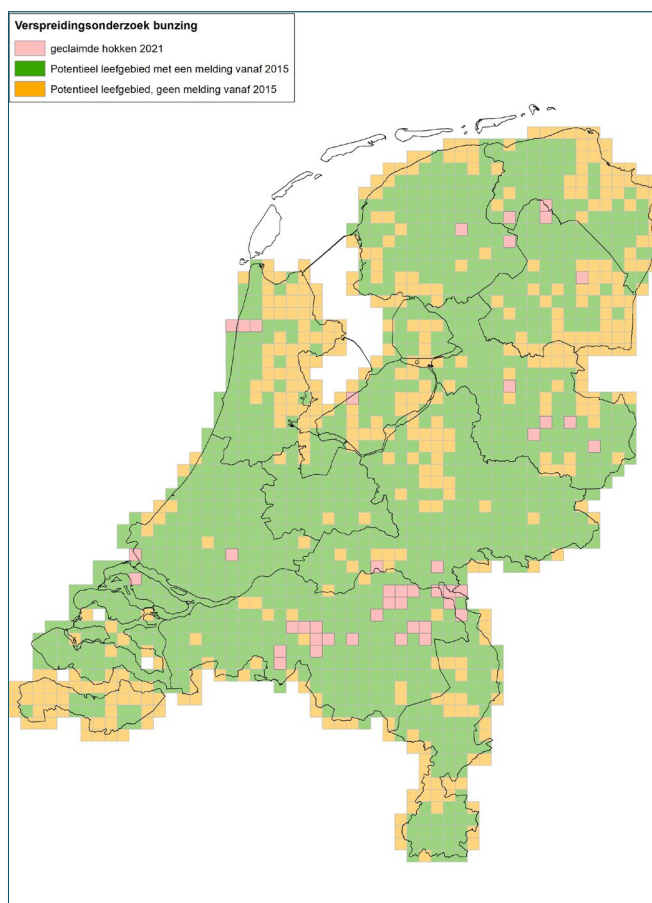 Verspreidingsonderzoek bunzing
geclaimde hokken 2021
Potentieel leefgebied met een melding vanaf 2015
Potentieel leefgebied, geen melding vanaf 2015